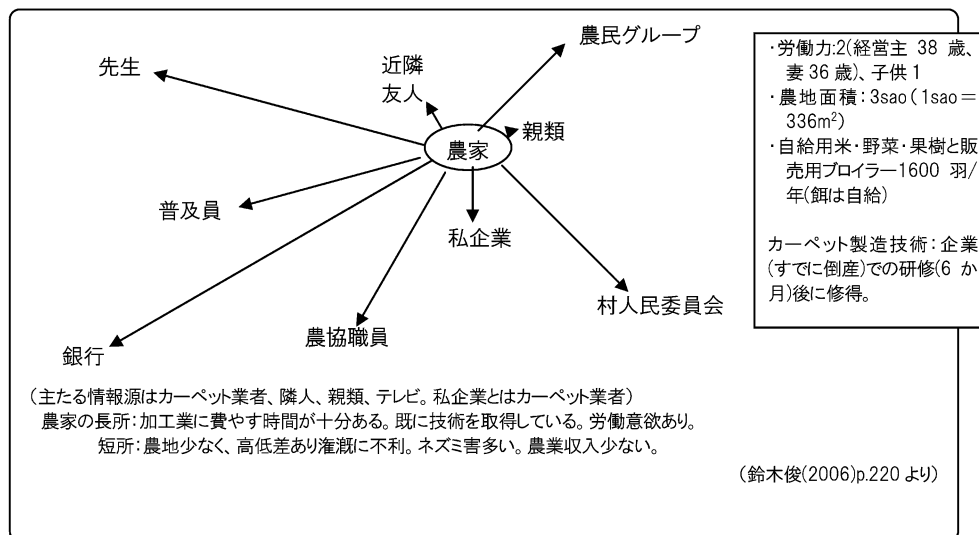 農民グループ
先生
近隣
友人
親類
農家
普及員
私企業
村人民委員会
農協職員
銀行
・労働力:2(経営主 38 歳、
妻 36 歳)、子供 1
・農地面積:3sao(1sao=
336m²)
・自給用米・野菜・果樹と販
売用ブロイラー1600 羽/
年(餌は自給)
カーペット製造技術:企業
(すでに倒産)での研修(6 か
月)後に修得。
(主たる情報源はカーペット業者、隣人、親類、テレビ。私企業とはカーペット業者)
農家の長所:加工業に費やす時間が十分ある。既に技術を取得している。労働意欲あり。
短所:農地少なく、高低差あり潅漑に不利。ネズミ害多い。農業収入少ない。
(鈴木俊(2006)p.220 より)